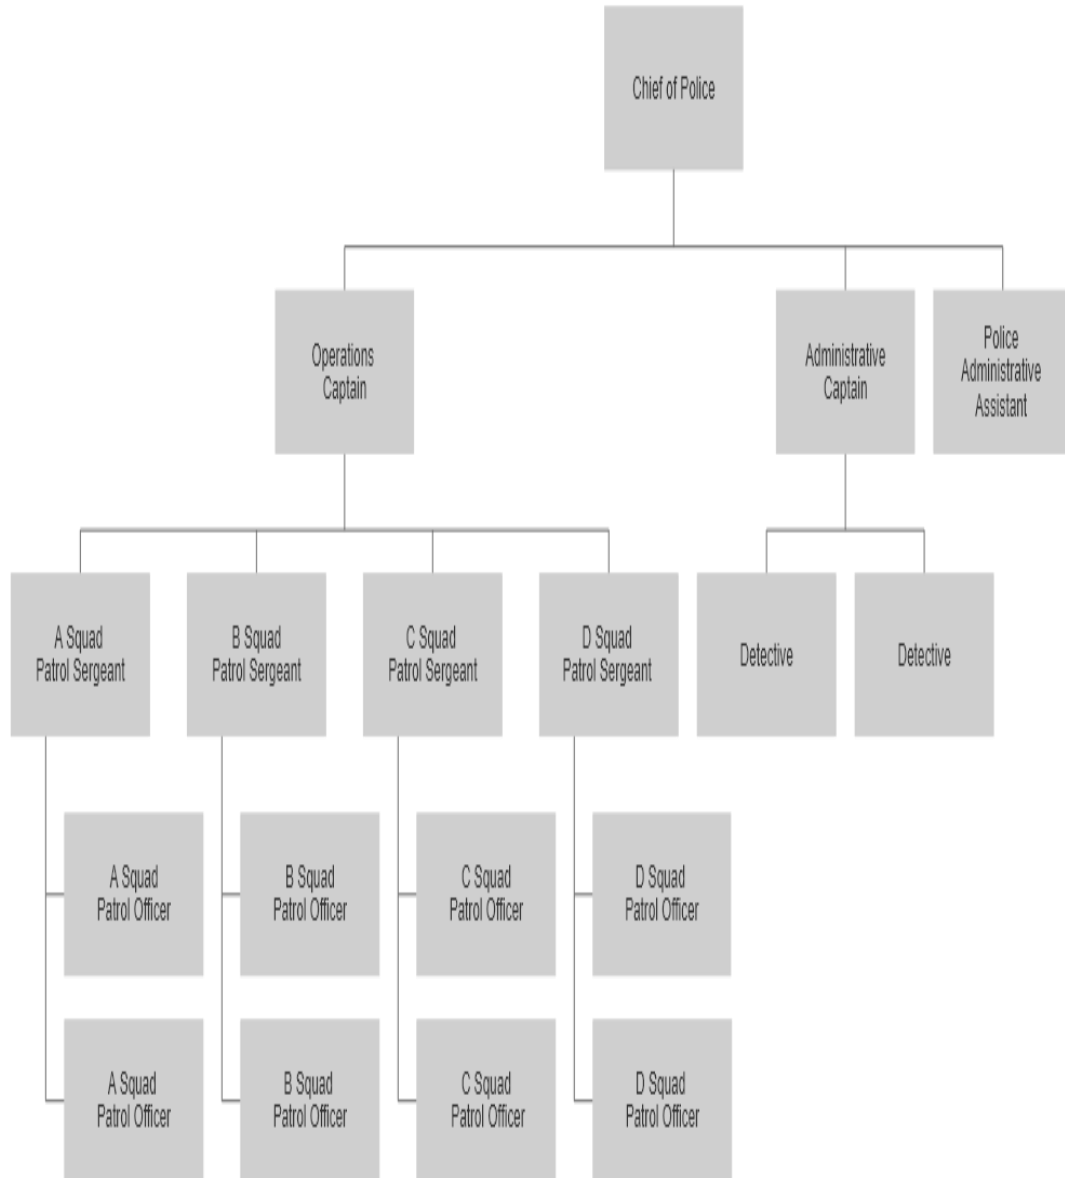 Chief of Police
Operations
Captain
Administrative
Captain
Police
Administrative
Assistant
A Squad
Patrol Sergeant
B Squad
Patrol Sergeant
C Squad
Patrol Sergeant
D Squad
Patrol Sergeant
Detective
Detective
A Squad
Patrol Officer
B Squad
Patrol Officer
C Squad
Patrol Officer
D Squad
Patrol Officer
A Squad
Patrol Officer
B Squad
Patrol Officer
C Squad
Patrol Officer
D Squad
Patrol Officer